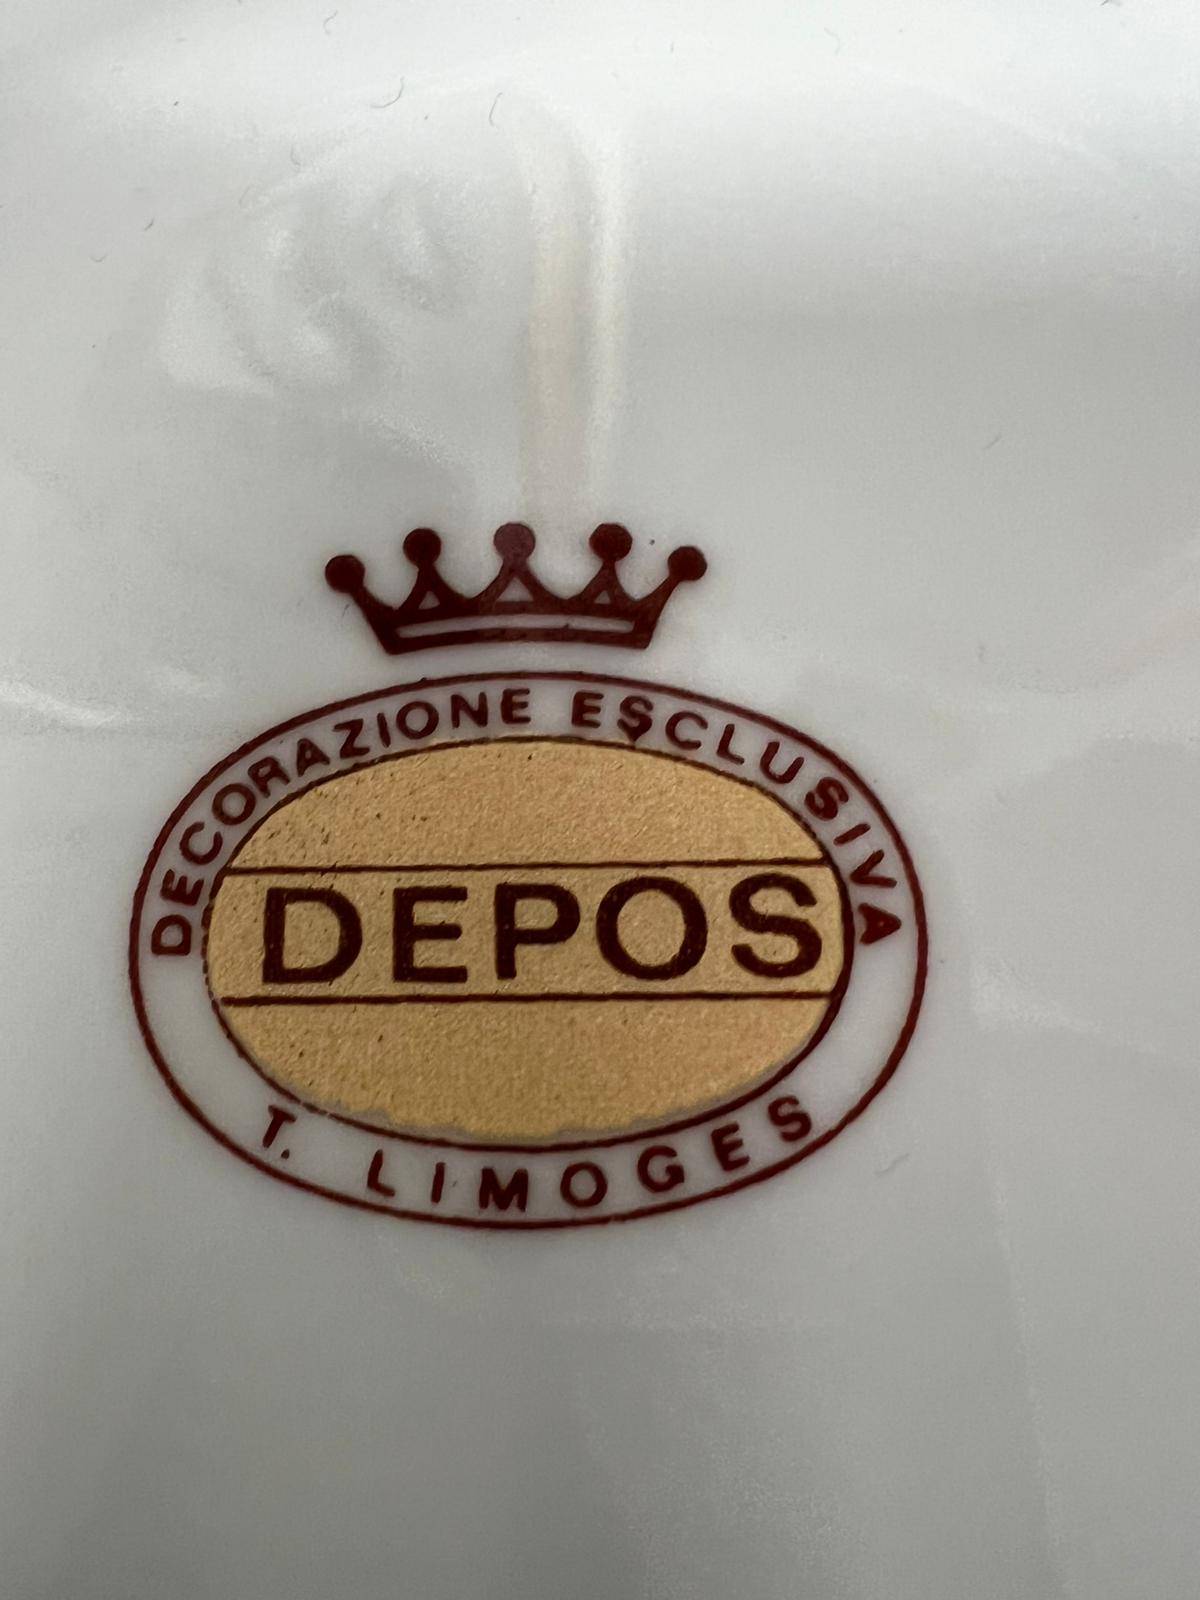 DECORAZIONE ESCLUSIVA
DEPOS
T. LIMOGES